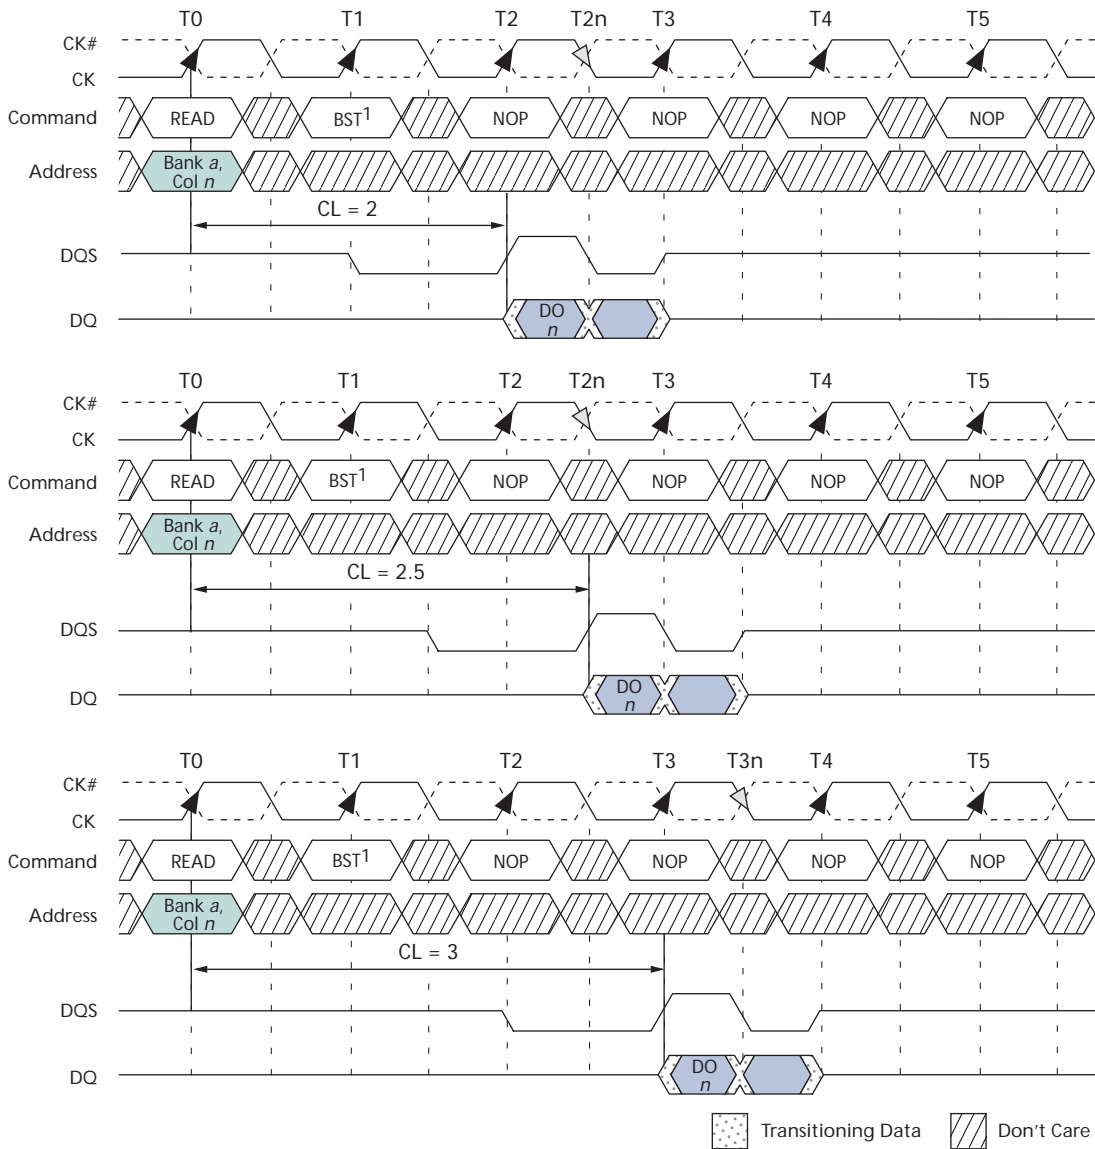 T0 T1 T2 T2n T3 T4 T5
CK#
CK
Command READ BST1 NOP NOP NOP NOP
Address Bank a,
Col n
CL = 2
DQS
DQ DO
n
T0 T1 T2 T2n T3 T4 T5
CK#
CK
Command READ BST1 NOP NOP NOP NOP
Address Bank a,
Col n
CL = 2.5
DQS
DQ DO
n
T0 T1 T2 T3 T3n T4 T5
CK#
CK
Command READ BST1 NOP NOP NOP NOP
Address Bank a,
Col n
CL = 3
DQS
DQ DO
n
Transitioning Data Don't Care